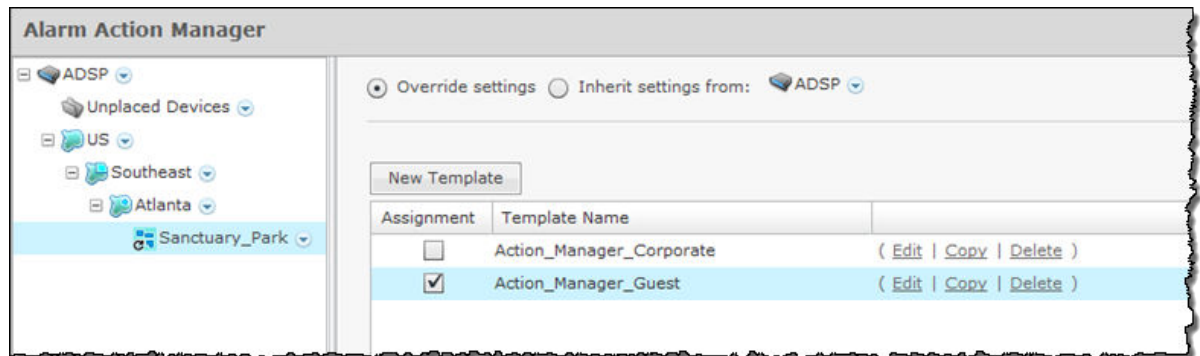 Alarm Action Manager
ADSP
Unplaced Devices
US
Southeast
Atlanta
Sanctuary_Park
Override settings Inherit settings from: ADSP
New Template
Assignment Template Name
Action_Manager_Corporate ( Edit | Copy | Delete )
Action_Manager_Guest ( Edit | Copy | Delete )